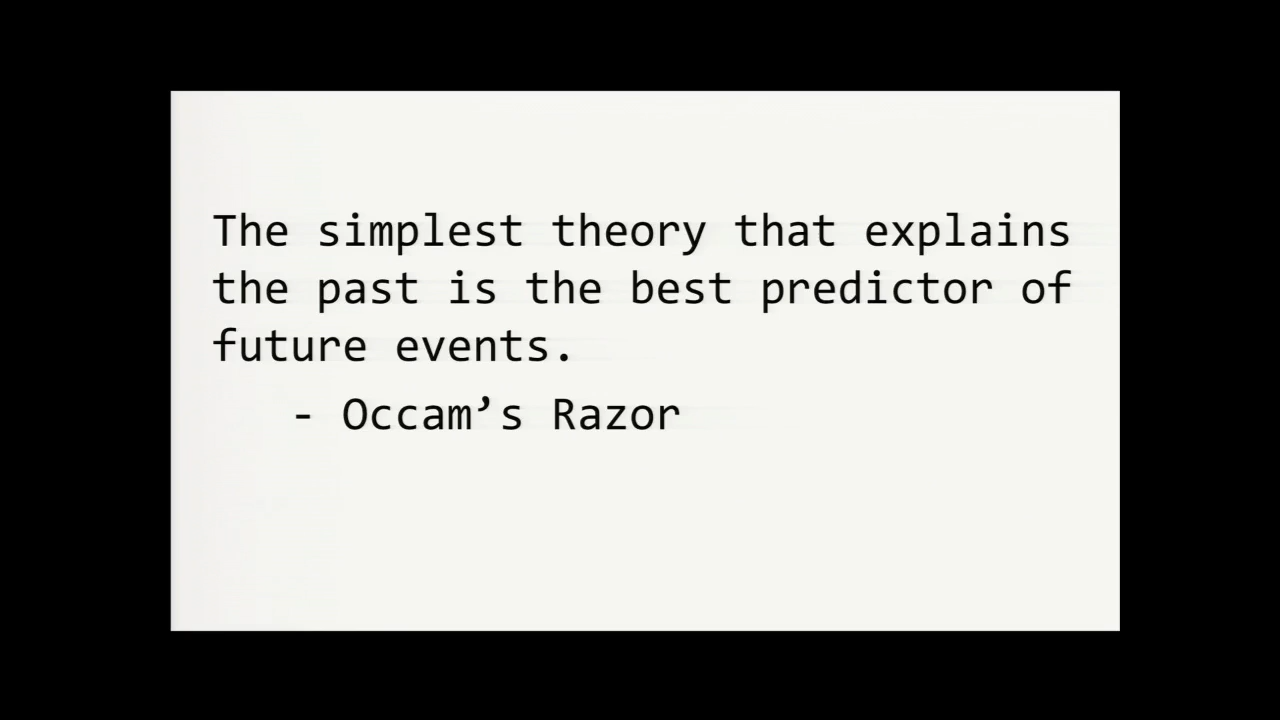 The simplest theory that explains
the past is the best predictor of
future events.
- Occam’s Razor